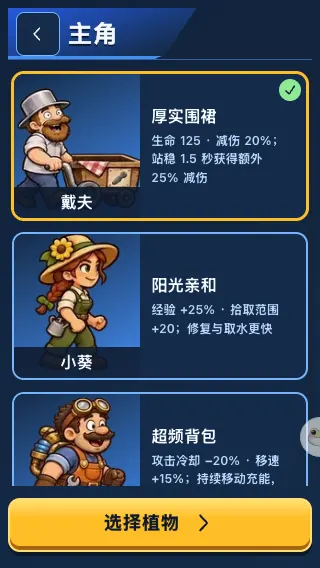 主角
厚实围裙
生命 125 · 减伤 20%；
站稳 1.5 秒获得额外
25% 减伤
戴夫
阳光亲和
经验 +25% · 拾取范围
+20；修复与取水更快
小葵
超频背包
攻击冷却 −20% · 移速
+15%；持续移动充能，
选择植物